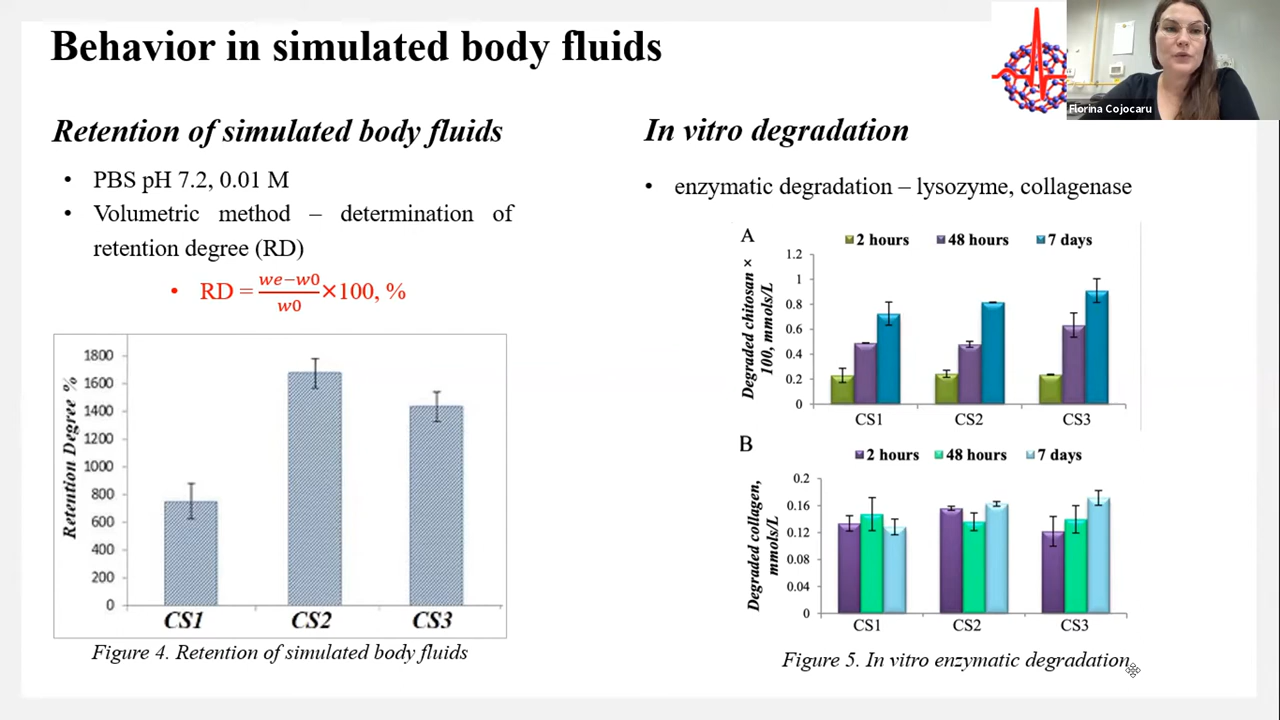 Behavior in simulated body fluids
Florina Cojocaru
Retention of simulated body fluids
• PBS pH 7.2, 0.01 M
• Volumetric method – determination of
retention degree (RD)
• RD = we−w0/w0 ×100, %
Retention Degree %
1800
1600
1400
1200
1000
800
600
400
200
0
CS1 CS2 CS3
Figure 4. Retention of simulated body fluids
In vitro degradation
• enzymatic degradation – lysozyme, collagenase
A
2 hours 48 hours 7 days
Degraded chitosan ×
100, mmols/L
1.2
1
0.8
0.6
0.4
0.2
0
CS1 CS2 CS3
B
2 hours 48 hours 7 days
Degraded collagen,
mmols/L
0.2
0.16
0.12
0.08
0.04
0
CS1 CS2 CS3
Figure 5. In vitro enzymatic degradation